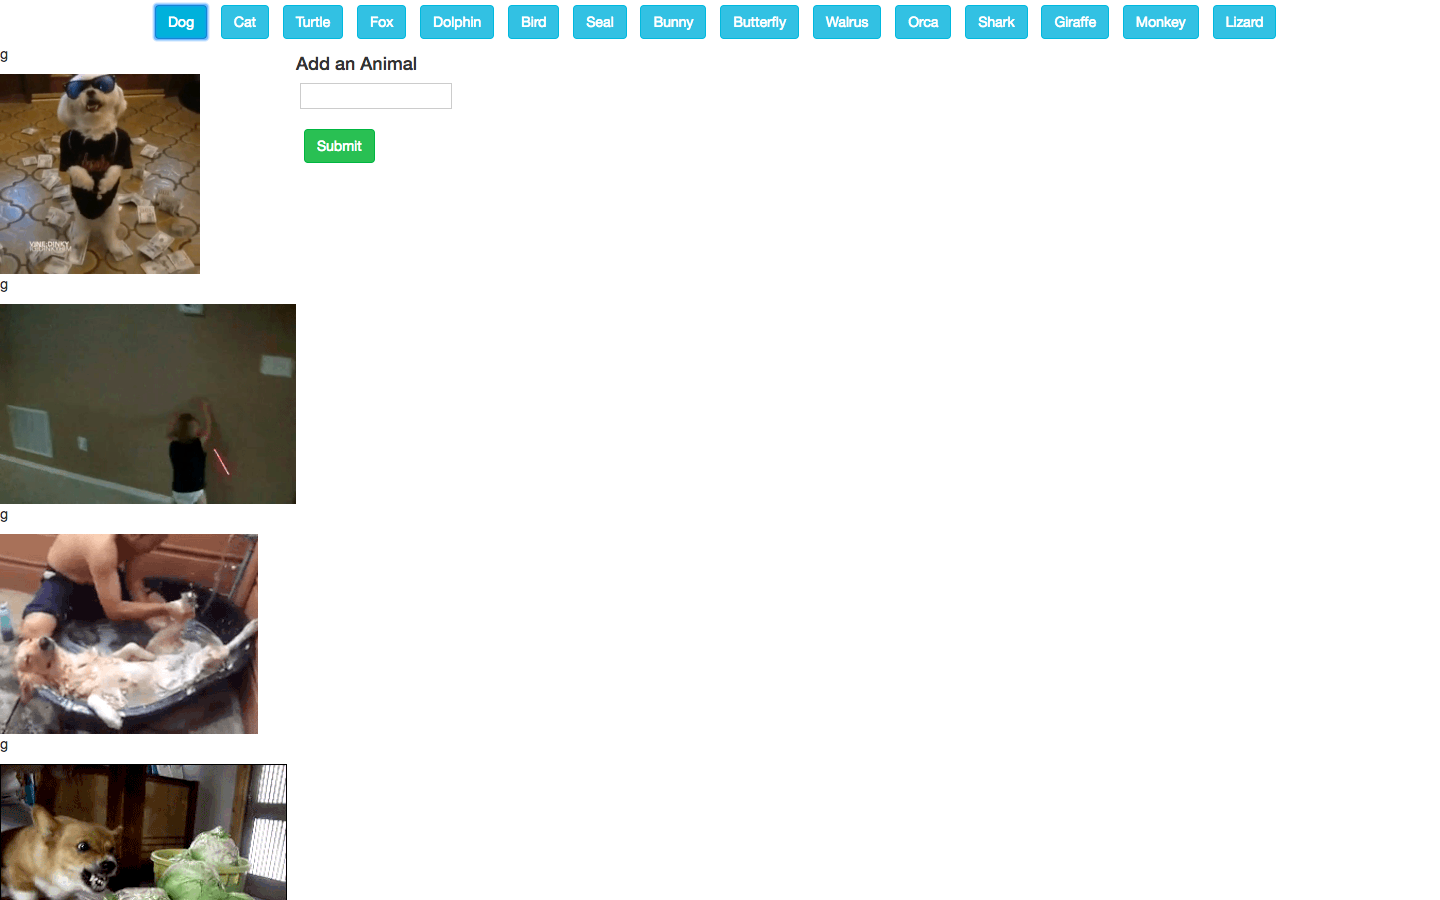 Dog Cat Turtle Fox Dolphin Bird Seal Bunny Butterfly Walrus Orca Shark Giraffe Monkey Lizard
g
Add an Animal
Submit
VINE:DINKY
g
g
g